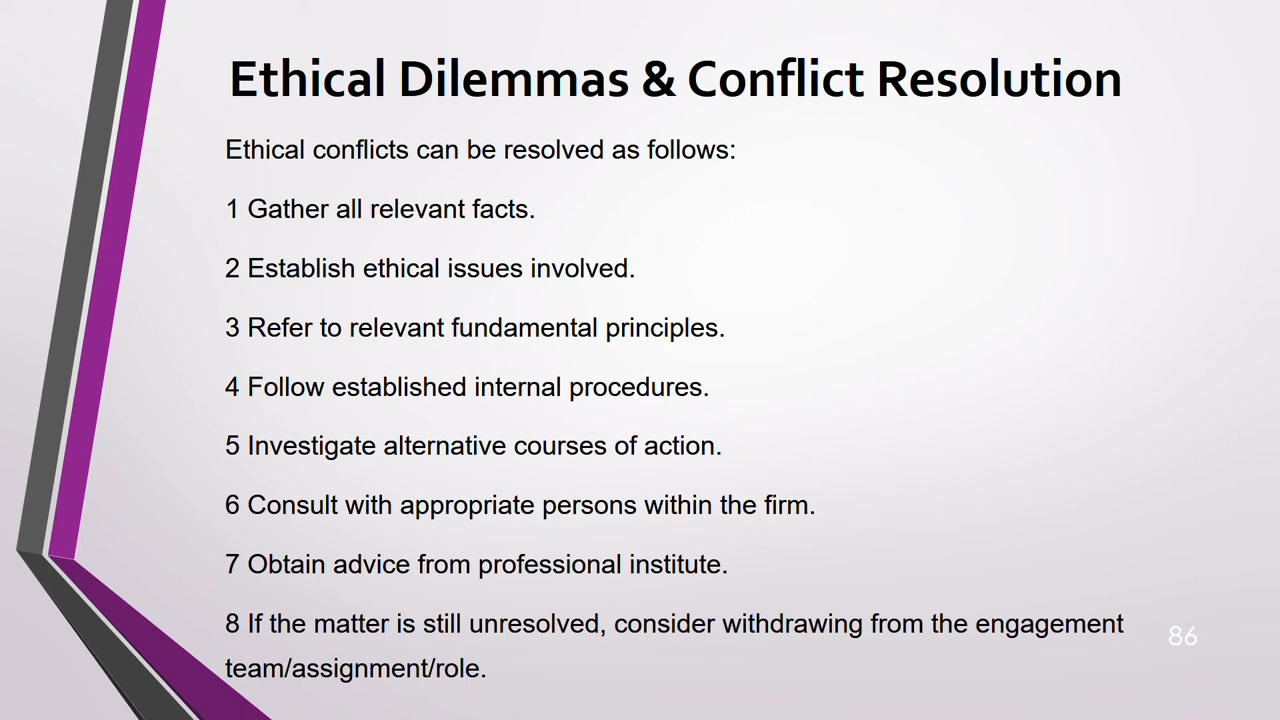 Ethical Dilemmas & Conflict Resolution
Ethical conflicts can be resolved as follows:
1 Gather all relevant facts.
2 Establish ethical issues involved.
3 Refer to relevant fundamental principles.
4 Follow established internal procedures.
5 Investigate alternative courses of action.
6 Consult with appropriate persons within the firm.
7 Obtain advice from professional institute.
8 If the matter is still unresolved, consider withdrawing from the engagement
team/assignment/role.
86